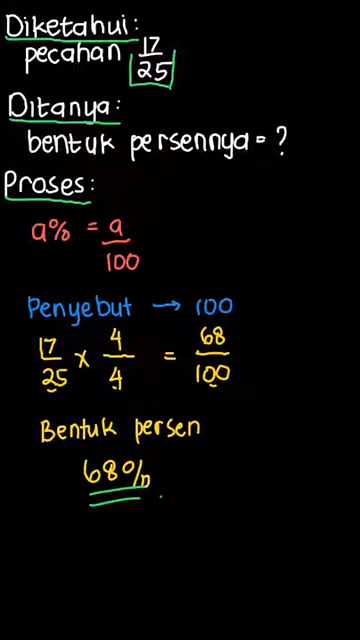 Diketahui:
pecahan 17/25
Ditanya:
bentuk persennya = ?
Proses:
a% = a/100
Penyebut → 100
17/25 x 4/4 = 68/100
Bentuk persen
68%